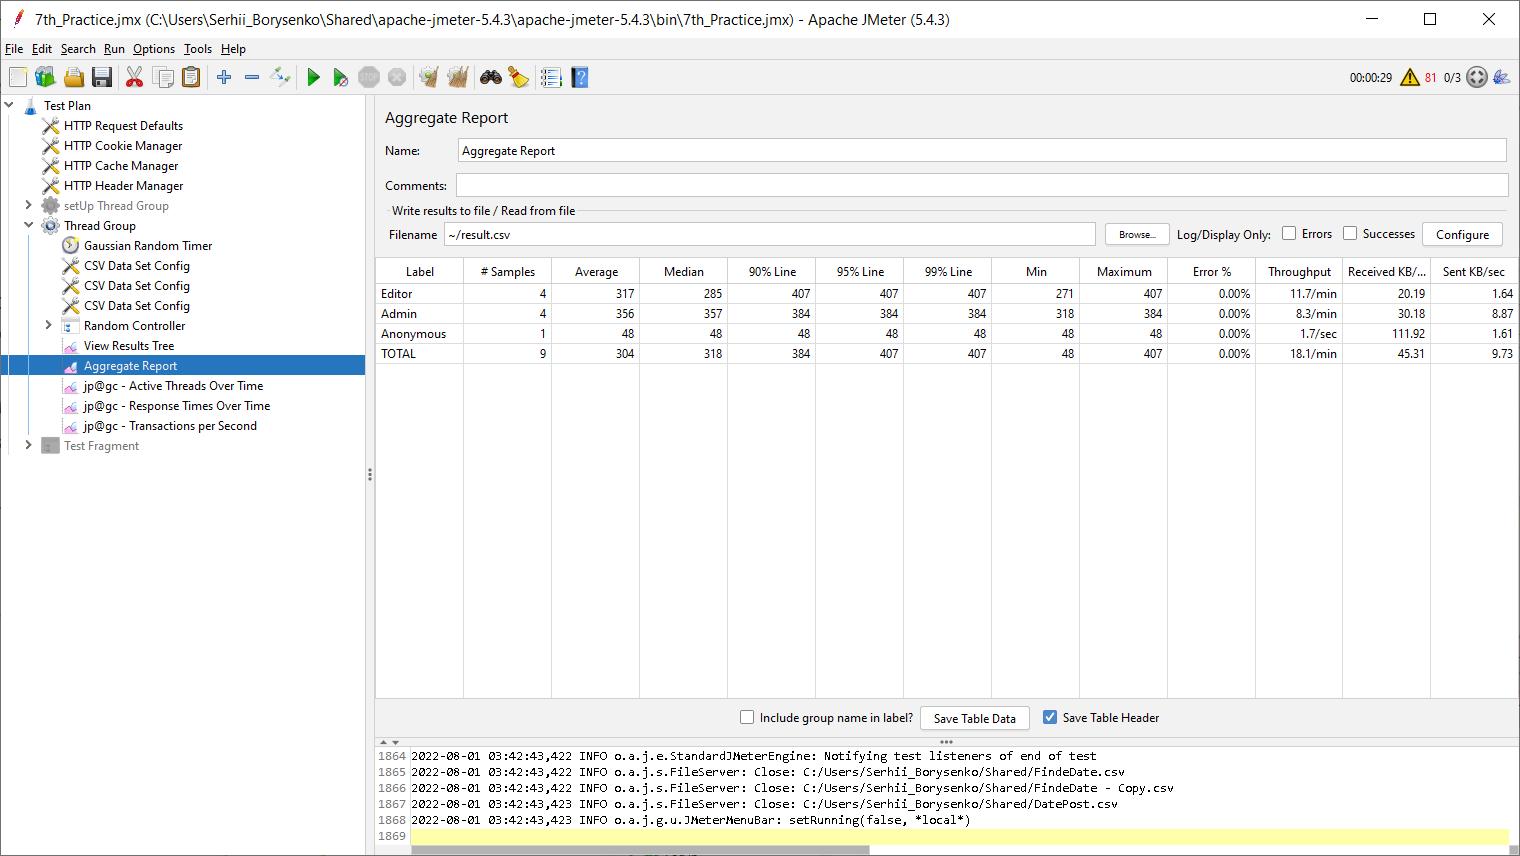 7th_Practice.jmx (C:\Users\Serhii_Borysenko\Shared\apache-jmeter-5.4.3\apache-jmeter-5.4.3\bin\7th_Practice.jmx) - Apache JMeter (5.4.3)
File Edit Search Run Options Tools Help
STOP 00:00:29 81 0/3
Test Plan
HTTP Request Defaults
HTTP Cookie Manager
HTTP Cache Manager
HTTP Header Manager
setUp Thread Group
Thread Group
Gaussian Random Timer
CSV Data Set Config
CSV Data Set Config
CSV Data Set Config
Random Controller
View Results Tree
Aggregate Report
jp@gc - Active Threads Over Time
jp@gc - Response Times Over Time
jp@gc - Transactions per Second
Test Fragment
Aggregate Report
Name: Aggregate Report
Comments:
Write results to file / Read from file
Filename ~/result.csv Browse... Log/Display Only: Errors Successes Configure
Label # Samples Average Median 90% Line 95% Line 99% Line Min Maximum Error % Throughput Received KB/... Sent KB/sec
Editor 4 317 285 407 407 407 271 407 0.00% 11.7/min 20.19 1.64
Admin 4 356 357 384 384 384 318 384 0.00% 8.3/min 30.18 8.87
Anonymous 1 48 48 48 48 48 48 48 0.00% 1.7/sec 111.92 1.61
TOTAL 9 304 318 384 407 407 48 407 0.00% 18.1/min 45.31 9.73
Include group name in label? Save Table Data Save Table Header
1864 2022-08-01 03:42:43,422 INFO o.a.j.e.StandardJMeterEngine: Notifying test listeners of end of test
1865 2022-08-01 03:42:43,422 INFO o.a.j.s.FileServer: Close: C:/Users/Serhii_Borysenko/Shared/FindeDate.csv
1866 2022-08-01 03:42:43,422 INFO o.a.j.s.FileServer: Close: C:/Users/Serhii_Borysenko/Shared/FindeDate - Copy.csv
1867 2022-08-01 03:42:43,423 INFO o.a.j.s.FileServer: Close: C:/Users/Serhii_Borysenko/Shared/DatePost.csv
1868 2022-08-01 03:42:43,423 INFO o.a.j.g.u.JMeterMenuBar: setRunning(false, *local*)
1869